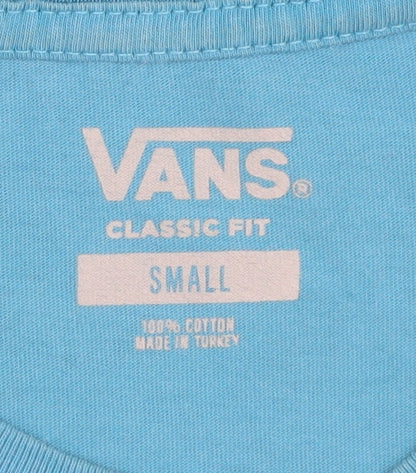 VANS®
CLASSIC FIT
SMALL
100% COTTON
MADE IN TURKEY